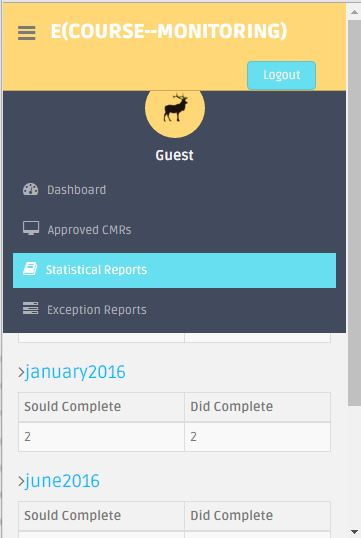 E(COURSE--MONITORING)
Logout
Guest
Dashboard
Approved CMRs
Statistical Reports
Exception Reports
january2016
Sould Complete Did Complete
2 2
june2016
Sould Complete Did Complete